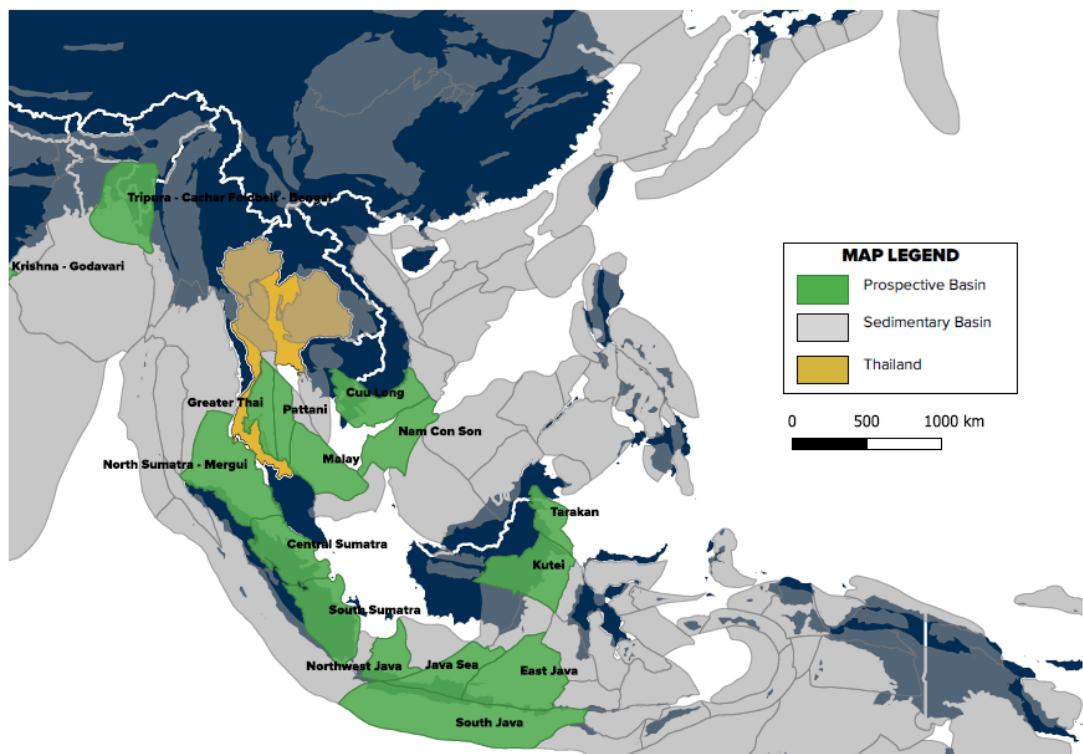 Tripura - Cachar Foldbelt - Bengal
Krishna - Godavari
MAP LEGEND
Prospective Basin
Sedimentary Basin
Thailand
0 500 1000 km
Cuu Long
Greater Thai
Pattani
Nam Con Son
North Sumatra - Mergui
Malay
Tarakan
Central Sumatra
Kutei
South Sumatra
Northwest Java
Java Sea
East Java
South Java